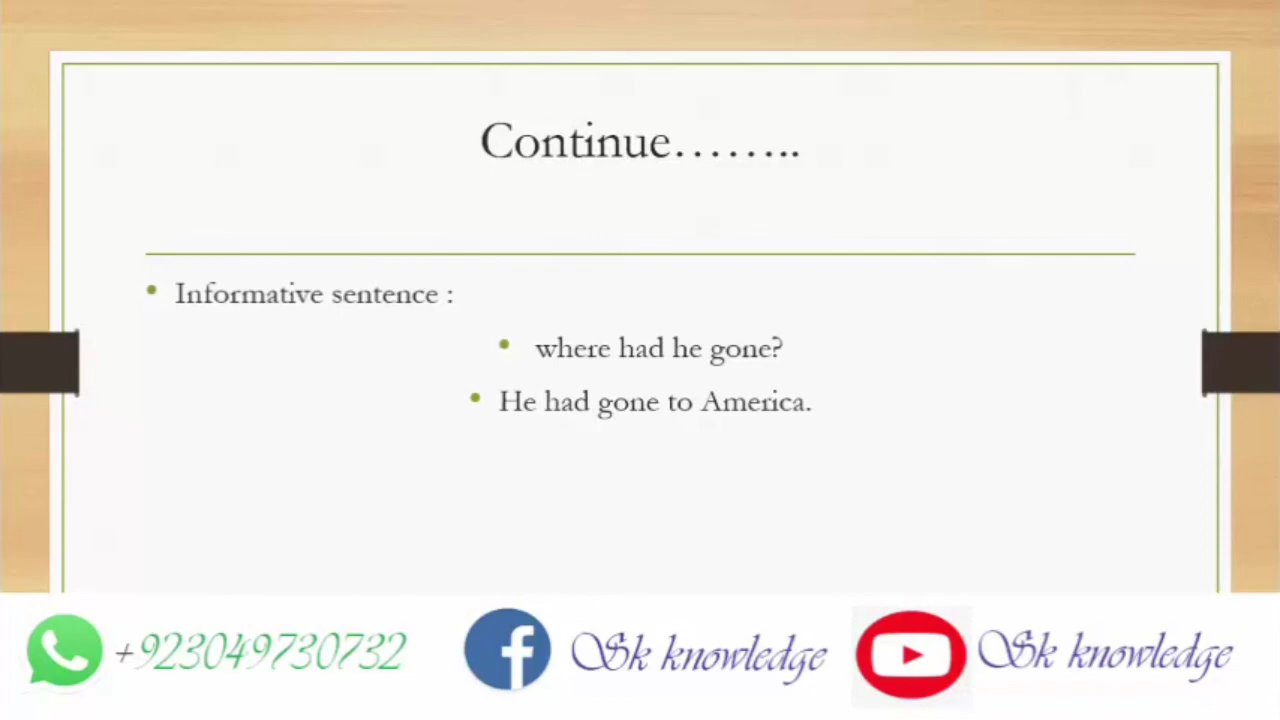 Continue……..
• Informative sentence :
• where had he gone?
• He had gone to America.
+923049730732
Sk knowledge
Sk knowledge